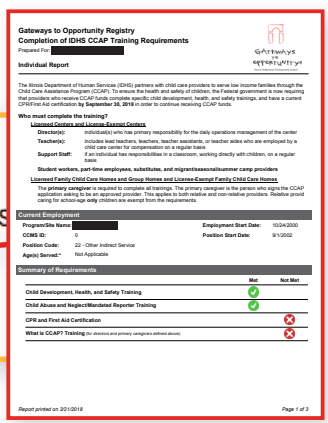 Gateways to Opportunity Registry
Completion of IDHS CCAP Training Requirements
Prepared For:
Individual Report
GATEWAYS
TO
OPPORTUNITY
The Illinois Department of Human Services (IDHS) partners with child care providers to serve low income families through the
Child Care Assistance Program (CCAP). To ensure the health and safety of children, the Federal government is now requiring
that providers who receive CCAP funds complete specific child development, health, and safety trainings, and have a current
CPR/First Aid certification by September 30, 2018 in order to continue receiving CCAP funds.
Who must complete the training?
Licensed Centers and License-Exempt Centers
Director(s): individual(s) who has primary responsibility for the daily operations management of the center
Teacher(s): includes lead teachers, teachers, teacher assistants, or teacher aides who are employed by a
child care center for compensation on a regular
basis
Support Staff: if an individual has responsibilities in a classroom, working directly with children, on a regular
basis
Student workers, part-time employees, substitutes, and migrant/seasonal/summer camp providers
Licensed Family Child Care Homes and Group Homes and License-Exempt Family Child Care Homes
The primary caregiver is required to complete all trainings. The primary caregiver is the person who signs the CCAP
application asking to be an approved provider. This applies to both relative and non-relative providers. Relative providers
caring for school-age only children are exempt from the requirements.
Current Employment
Program/Site Name: Employment Date: 10/24/2000
CCMS ID: 0 Position Start Date: 9/1/2002
Position Code: 22 - Other Indirect Service
Age(s) Served:* Not Applicable
Summary of Requirements
Met Not Met
Child Development, Health, and Safety Training
Child Abuse and Neglect/Mandated Reporter Training
CPR and First Aid Certification
What is CCAP? Training (for directors and primary caregivers defined above)
Report printed on 3/21/2018 Page 1 of 3